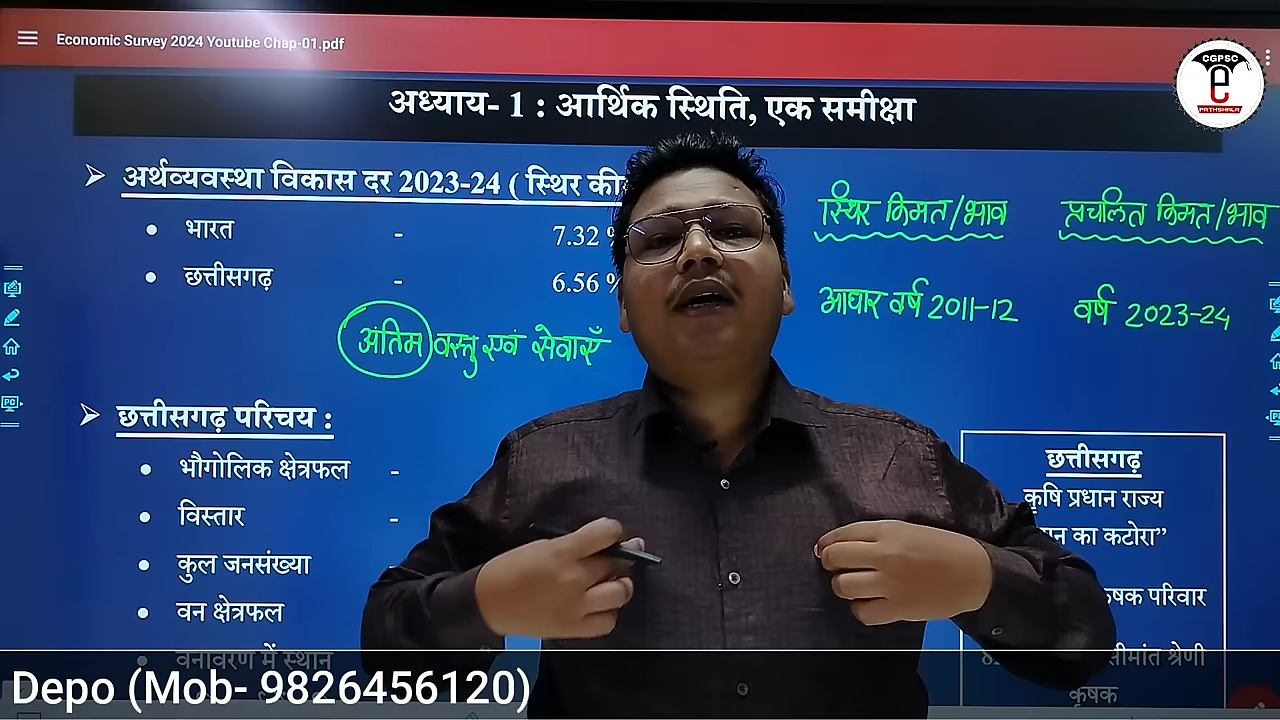 Economic Survey 2024 Youtube Chap-01.pdf
CGPSC
e
PATHSHALA
अध्याय- 1 : आर्थिक स्थिति, एक समीक्षा
अर्थव्यवस्था विकास दर 2023-24 ( स्थिर
भारत - 7.32
छत्तीसगढ़ - 6.56 %
अंतिम वस्तु एवं सेवाएँ
स्थिर किमत/भाव
प्रचलित किमत/भाव
आधार वर्ष 2011-12
वर्ष 2023-24
छत्तीसगढ़ परिचय :
भौगोलिक क्षेत्रफल -
विस्तार -
कुल जनसंख्या
वन क्षेत्रफल
वनावरण में स्थान
छत्तीसगढ़
कृषि प्रधान राज्य
का कटोरा”
परिवार
सीमांत श्रेणी
कृषक
Depo (Mob- 9826456120)